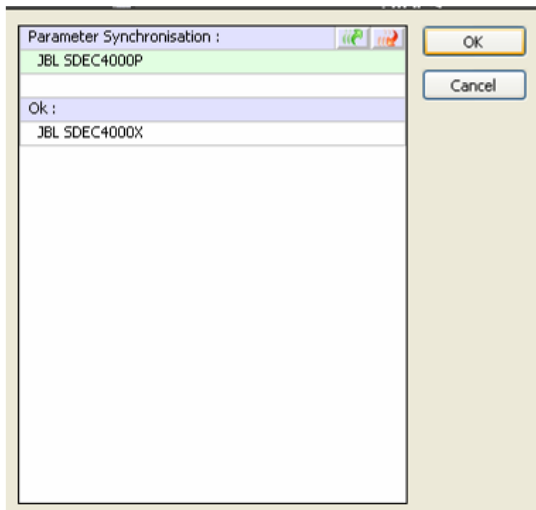 Parameter Synchronisation :
OK
JBL SDEC4000P
Cancel
Ok :
JBL SDEC4000X